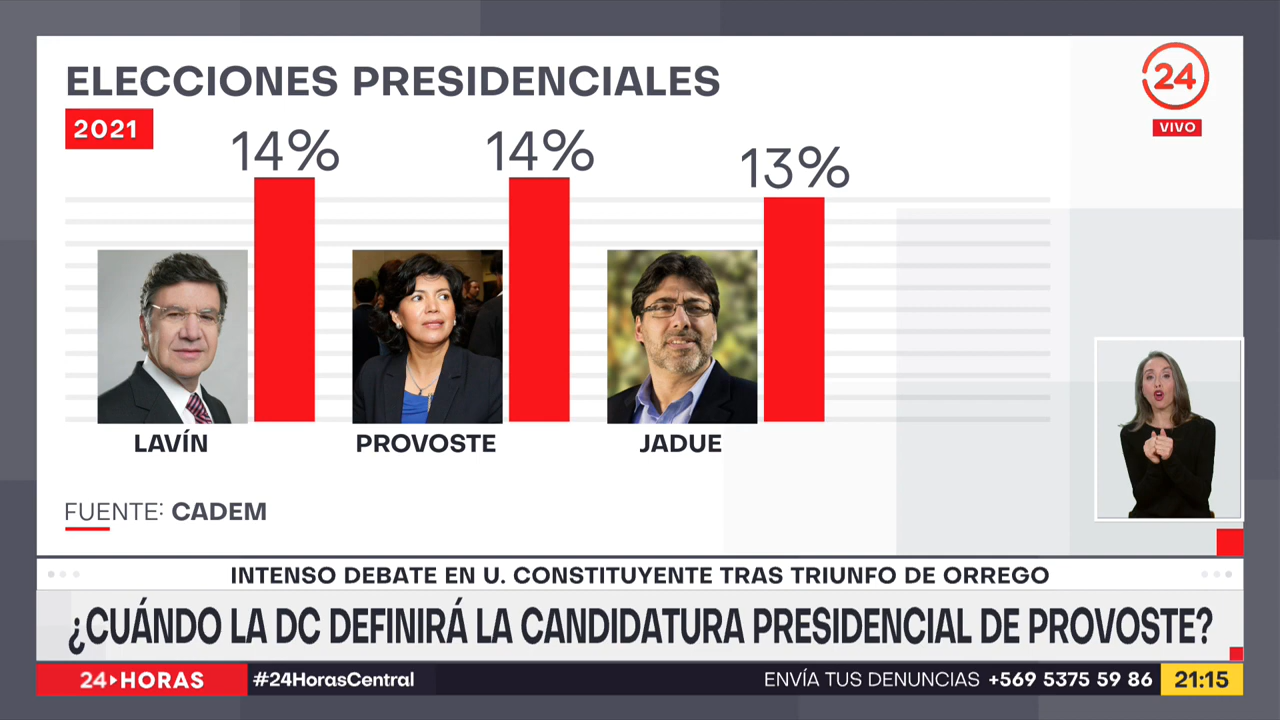 ELECCIONES PRESIDENCIALES
2021
24
VIVO
14%
14%
13%
LAVÍN
PROVOSTE
JADUE
FUENTE: CADEM
INTENSO DEBATE EN U. CONSTITUYENTE TRAS TRIUNFO DE ORREGO
¿CUÁNDO LA DC DEFINIRÁ LA CANDIDATURA PRESIDENCIAL DE PROVOSTE?
24 HORAS #24HorasCentral ENVÍA TUS DENUNCIAS +569 5375 59 86 21:15